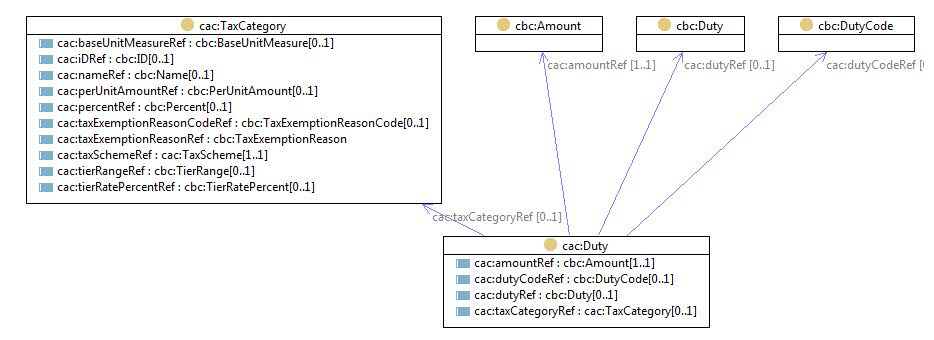 cac:TaxCategory
cac:baseUnitMeasureRef : cbc:BaseUnitMeasure[0..1]
cac:iDRef : cbc:ID[0..1]
cac:nameRef : cbc:Name[0..1]
cac:perUnitAmountRef : cbc:PerUnitAmount[0..1]
cac:percentRef : cbc:Percent[0..1]
cac:taxExemptionReasonCodeRef : cbc:TaxExemptionReasonCode[0..1]
cac:taxExemptionReasonRef : cbc:TaxExemptionReason
cac:taxSchemeRef : cac:TaxScheme[1..1]
cac:tierRangeRef : cbc:TierRange[0..1]
cac:tierRatePercentRef : cbc:TierRatePercent[0..1]
cbc:Amount
cbc:Duty
cbc:DutyCode
cac:amountRef [1..1]
cac:dutyRef [0..1]
cac:dutyCodeRef [
cac:taxCategoryRef [0..1]
cac:Duty
cac:amountRef : cbc:Amount[1..1]
cac:dutyCodeRef : cbc:DutyCode[0..1]
cac:dutyRef : cbc:Duty[0..1]
cac:taxCategoryRef : cac:TaxCategory[0..1]